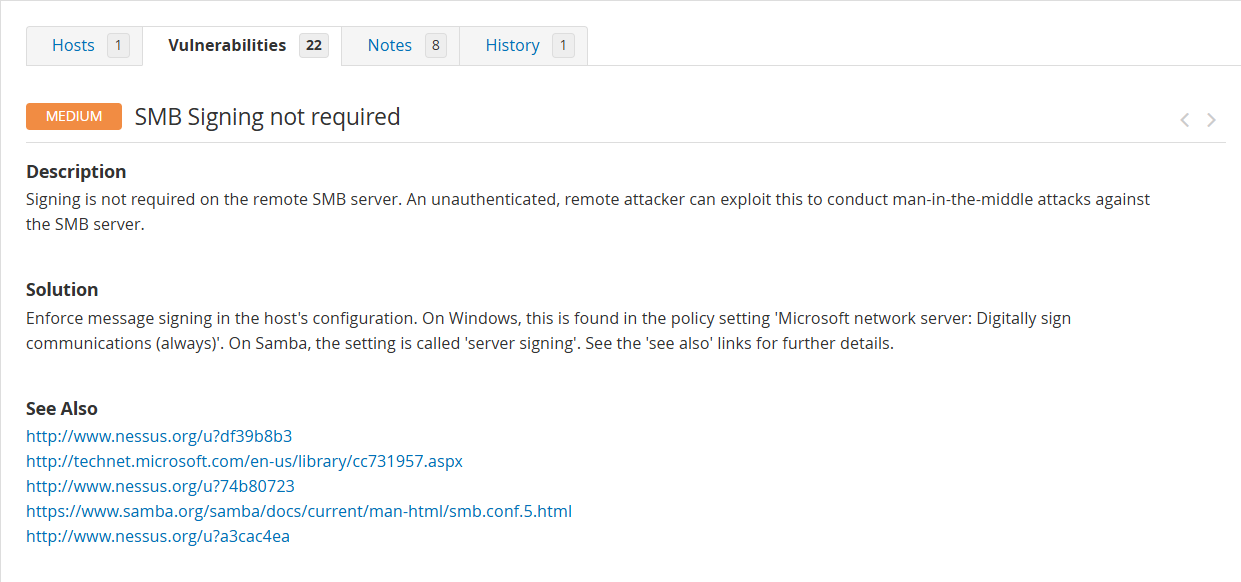 Hosts 1 Vulnerabilities 22 Notes 8 History 1
MEDIUM SMB Signing not required
Description
Signing is not required on the remote SMB server. An unauthenticated, remote attacker can exploit this to conduct man-in-the-middle attacks against
the SMB server.
Solution
Enforce message signing in the host's configuration. On Windows, this is found in the policy setting 'Microsoft network server: Digitally sign
communications (always)'. On Samba, the setting is called 'server signing'. See the 'see also' links for further details.
See Also
http://www.nessus.org/u?df39b8b3
http://technet.microsoft.com/en-us/library/cc731957.aspx
http://www.nessus.org/u?74b80723
https://www.samba.org/samba/docs/current/man-html/smb.conf.5.html
http://www.nessus.org/u?a3cac4ea